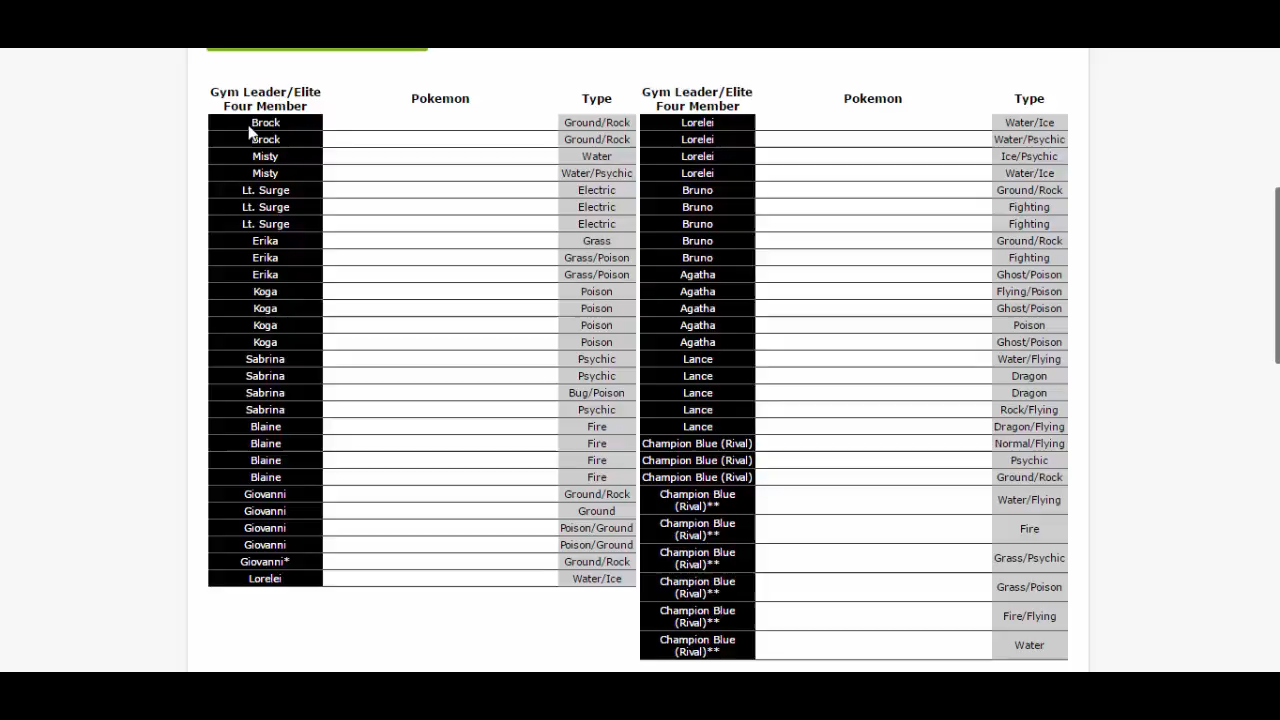 Gym Leader/Elite Four Member Pokemon Type
Brock Ground/Rock
Brock Ground/Rock
Misty Water
Misty Water/Psychic
Lt. Surge Electric
Lt. Surge Electric
Lt. Surge Electric
Erika Grass
Erika Grass/Poison
Erika Grass/Poison
Koga Poison
Koga Poison
Koga Poison
Koga Poison
Sabrina Psychic
Sabrina Psychic
Sabrina Bug/Poison
Sabrina Psychic
Blaine Fire
Blaine Fire
Blaine Fire
Blaine Fire
Giovanni Ground/Rock
Giovanni Ground
Giovanni Poison/Ground
Giovanni Poison/Ground
Giovanni* Ground/Rock
Lorelei Water/Ice
Gym Leader/Elite Four Member Pokemon Type
Lorelei Water/Ice
Lorelei Water/Psychic
Lorelei Ice/Psychic
Lorelei Water/Ice
Bruno Ground/Rock
Bruno Fighting
Bruno Fighting
Bruno Ground/Rock
Bruno Fighting
Agatha Ghost/Poison
Agatha Flying/Poison
Agatha Ghost/Poison
Agatha Poison
Agatha Ghost/Poison
Lance Water/Flying
Lance Dragon
Lance Dragon
Lance Rock/Flying
Lance Dragon/Flying
Champion Blue (Rival) Normal/Flying
Champion Blue (Rival) Psychic
Champion Blue (Rival) Ground/Rock
Champion Blue (Rival)** Water/Flying
Champion Blue (Rival)** Fire
Champion Blue (Rival)** Grass/Psychic
Champion Blue (Rival)** Grass/Poison
Champion Blue (Rival)** Fire/Flying
Champion Blue (Rival)** Water